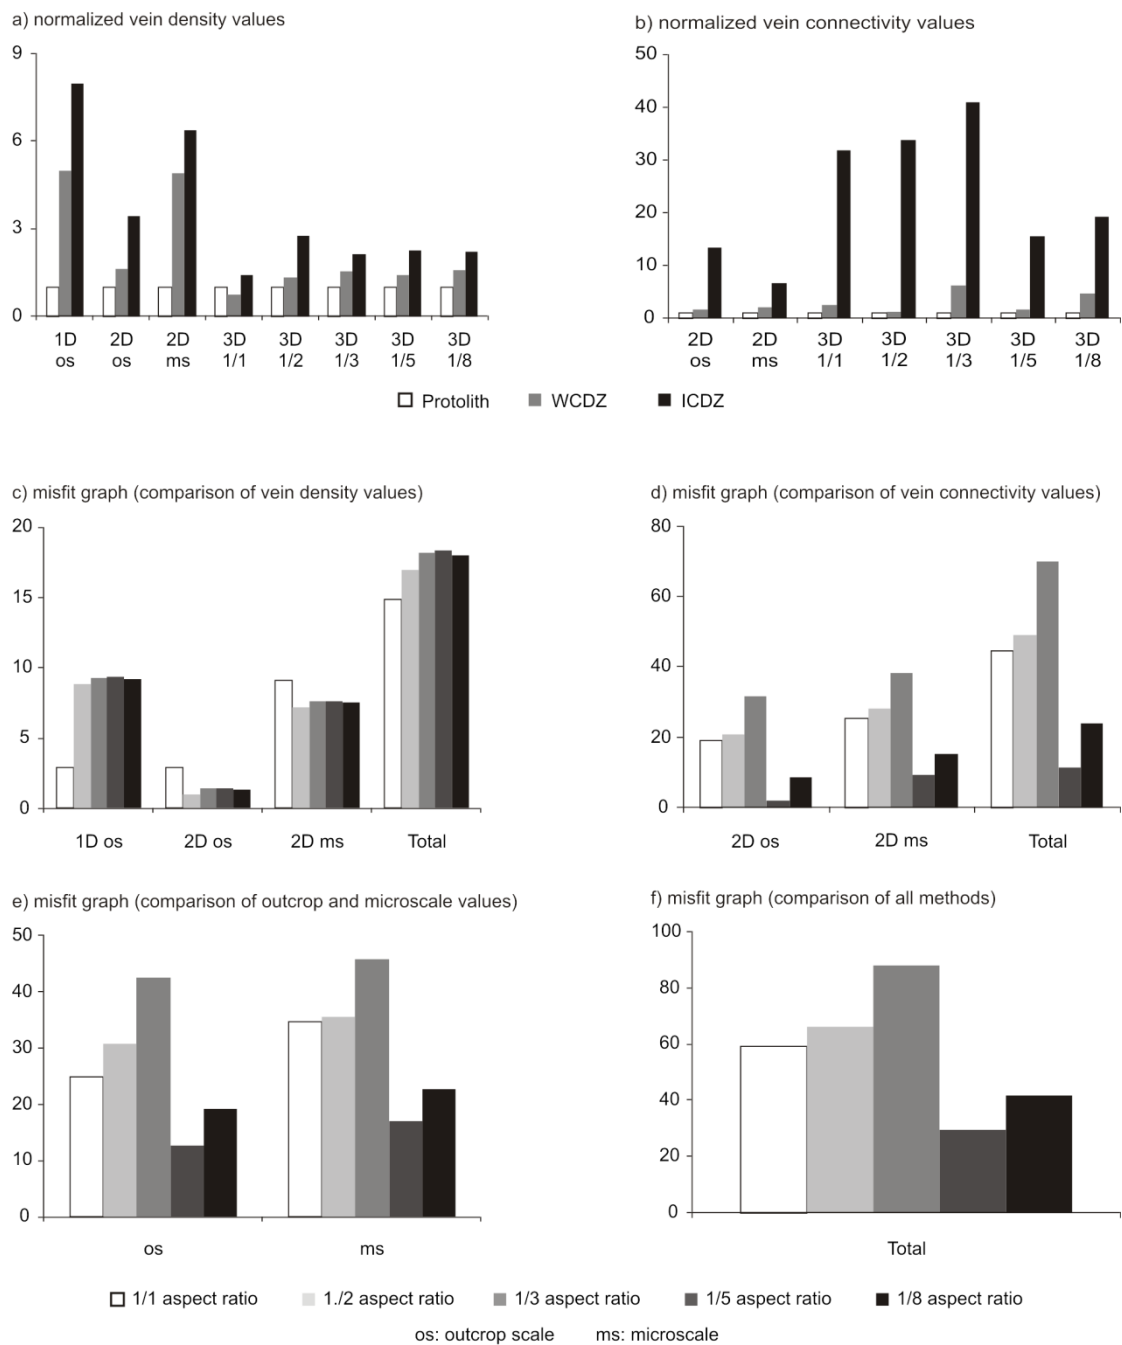 a) normalized vein density values
9
6
3
0
1D 2D 2D 3D 3D 3D 3D 3D
os os ms 1/1 1/2 1/3 1/5 1/8
b) normalized vein connectivity values
50
40
30
20
10
0
2D 2D 3D 3D 3D 3D 3D
os ms 1/1 1/2 1/3 1/5 1/8
Protolith WCDZ ICDZ
c) misfit graph (comparison of vein density values)
20
15
10
5
0
1D os 2D os 2D ms Total
d) misfit graph (comparison of vein connectivity values)
80
60
40
20
0
2D os 2D ms Total
e) misfit graph (comparison of outcrop and microscale values)
50
40
30
20
10
0
os ms
f) misfit graph (comparison of all methods)
100
80
60
40
20
0
Total
1/1 aspect ratio 1./2 aspect ratio 1/3 aspect ratio 1/5 aspect ratio 1/8 aspect ratio
os: outcrop scale ms: microscale